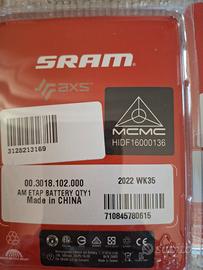 SRAM
AXS
MCMC
HIDF16000136
3128213169
00.3018.102.000
2022 WK35
AM ETAP BATTERY QTY1
Made in CHINA
710845780615